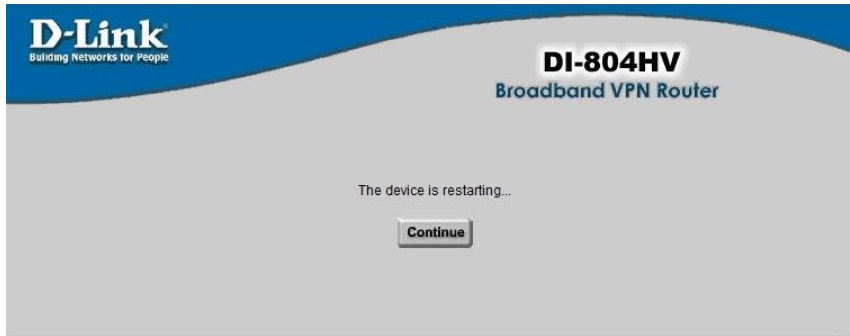 D-Link
Building Networks for People
DI-804HV
Broadband VPN Router
The device is restarting...
Continue